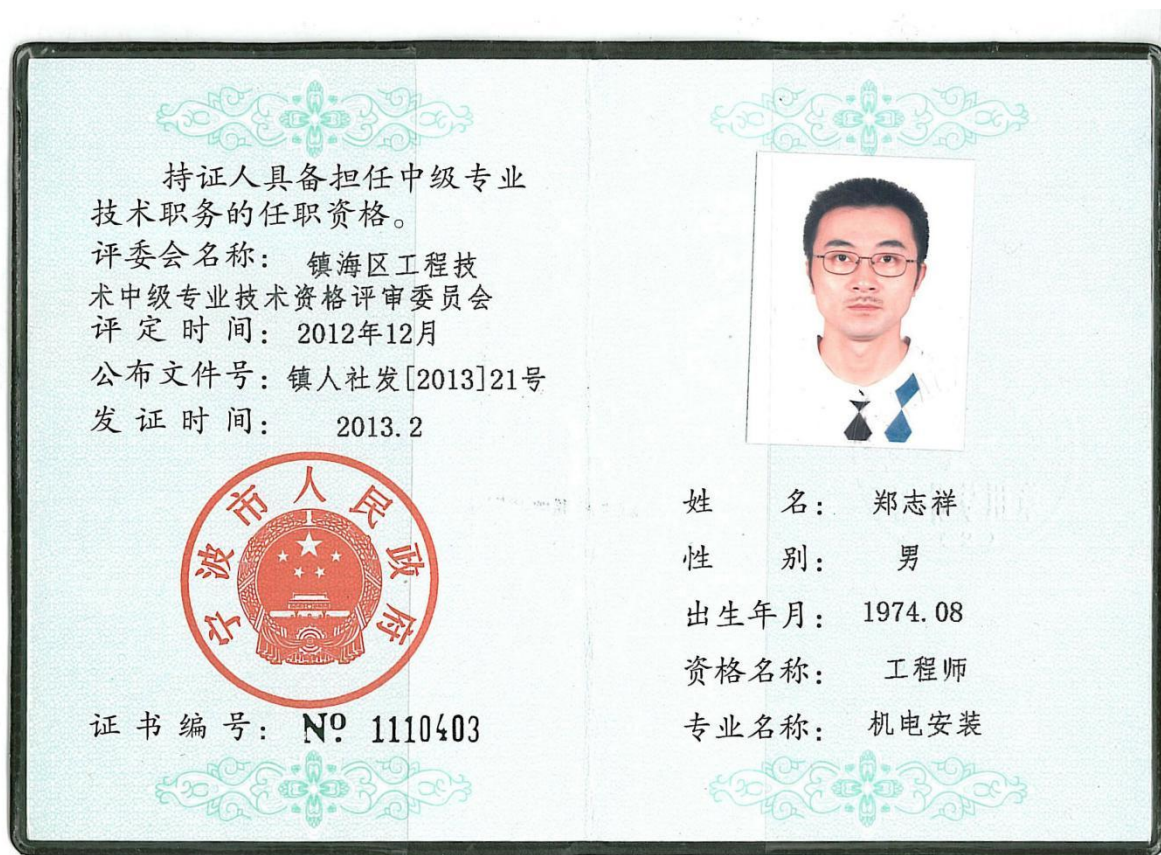 持证人具备担任中级专业
技术职务的任职资格。
评委会名称： 镇海区工程技
术中级专业技术资格评审委员会
评定时间： 2012年12月
公布文件号：镇人社发[2013]21号
发证时间： 2013.2
宁波市人民政府
证书编号： Nº 1110403
姓 名： 郑志祥
性 别： 男
出生年月： 1974.08
资格名称： 工程师
专业名称： 机电安装